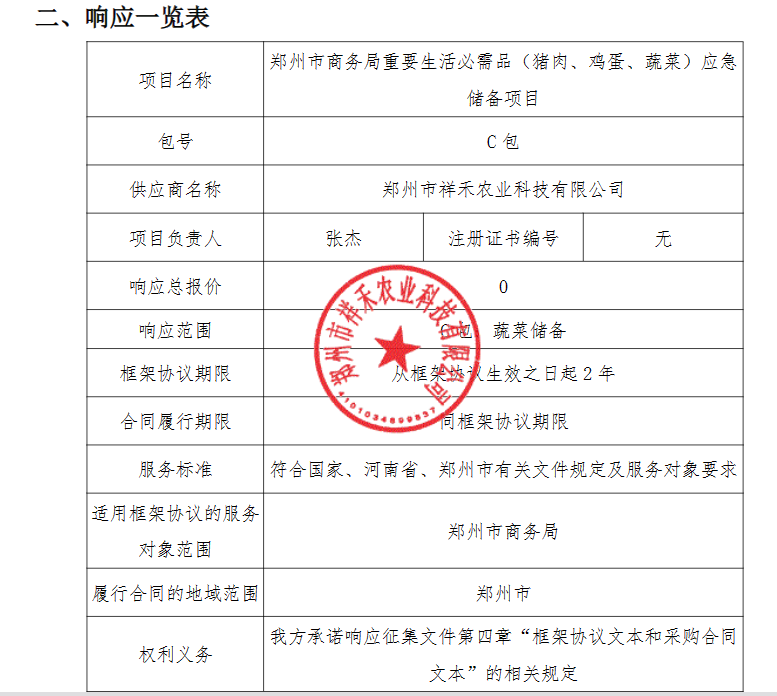 二、响应一览表
项目名称
郑州市商务局重要生活必需品（猪肉、鸡蛋、蔬菜）应急
储备项目
包号
C 包
供应商名称
郑州市祥禾农业科技有限公司
项目负责人
张杰
注册证书编号
无
响应总报价
0
响应范围
C 包 蔬菜储备
框架协议期限
从框架协议生效之日起 2 年
合同履行期限
同框架协议期限
服务标准
符合国家、河南省、郑州市有关文件规定及服务对象要求
适用框架协议的服务
对象范围
郑州市商务局
履行合同的地域范围
郑州市
权利义务
我方承诺响应征集文件第四章“框架协议文本和采购合同
文本”的相关规定
郑州市祥禾农业科技有限公司
4101034899837